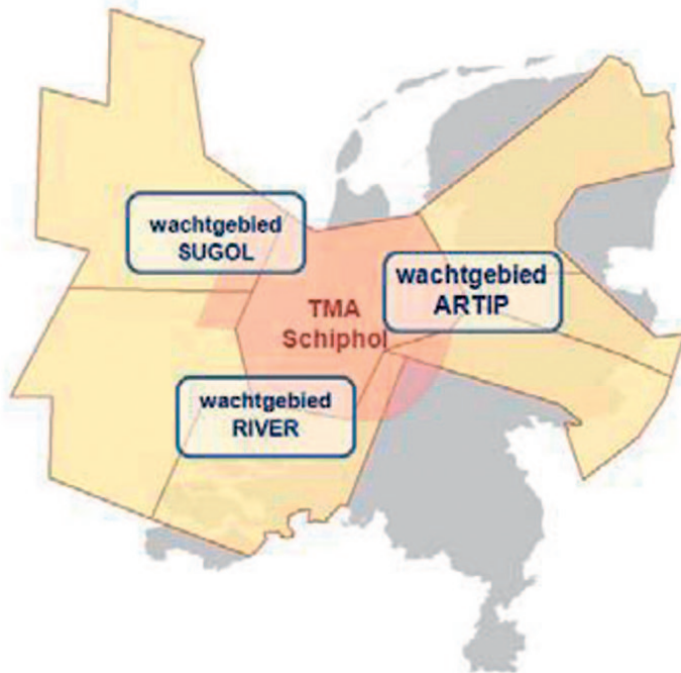 wachtgebied
SUGOL
wachtgebied
ARTIP
TMA
Schiphol
wachtgebied
RIVER